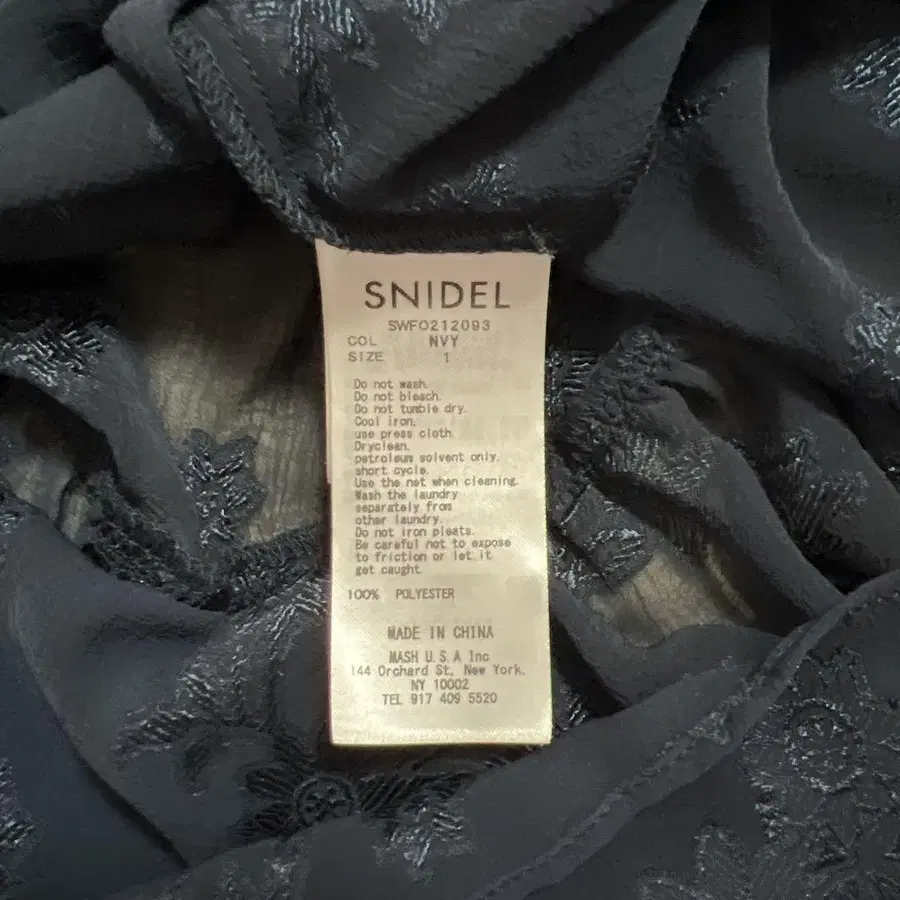 SNIDEL
SWFO212093
COL NVY
SIZE 1
Do not wash.
Do not bleach.
Do not tumble dry.
Cool iron,
use press cloth.
Dryclean,
petroleum solvent only.
short cycle.
Use the net when cleaning.
Wash the laundry
separately from
other laundry.
Do not iron pleats.
Be careful not to expose
to friction or let it
get caught.
100% POLYESTER
MADE IN CHINA
MASH U.S.A Inc
144 Orchard St, New York,
NY 10002
TEL 917 409 5520